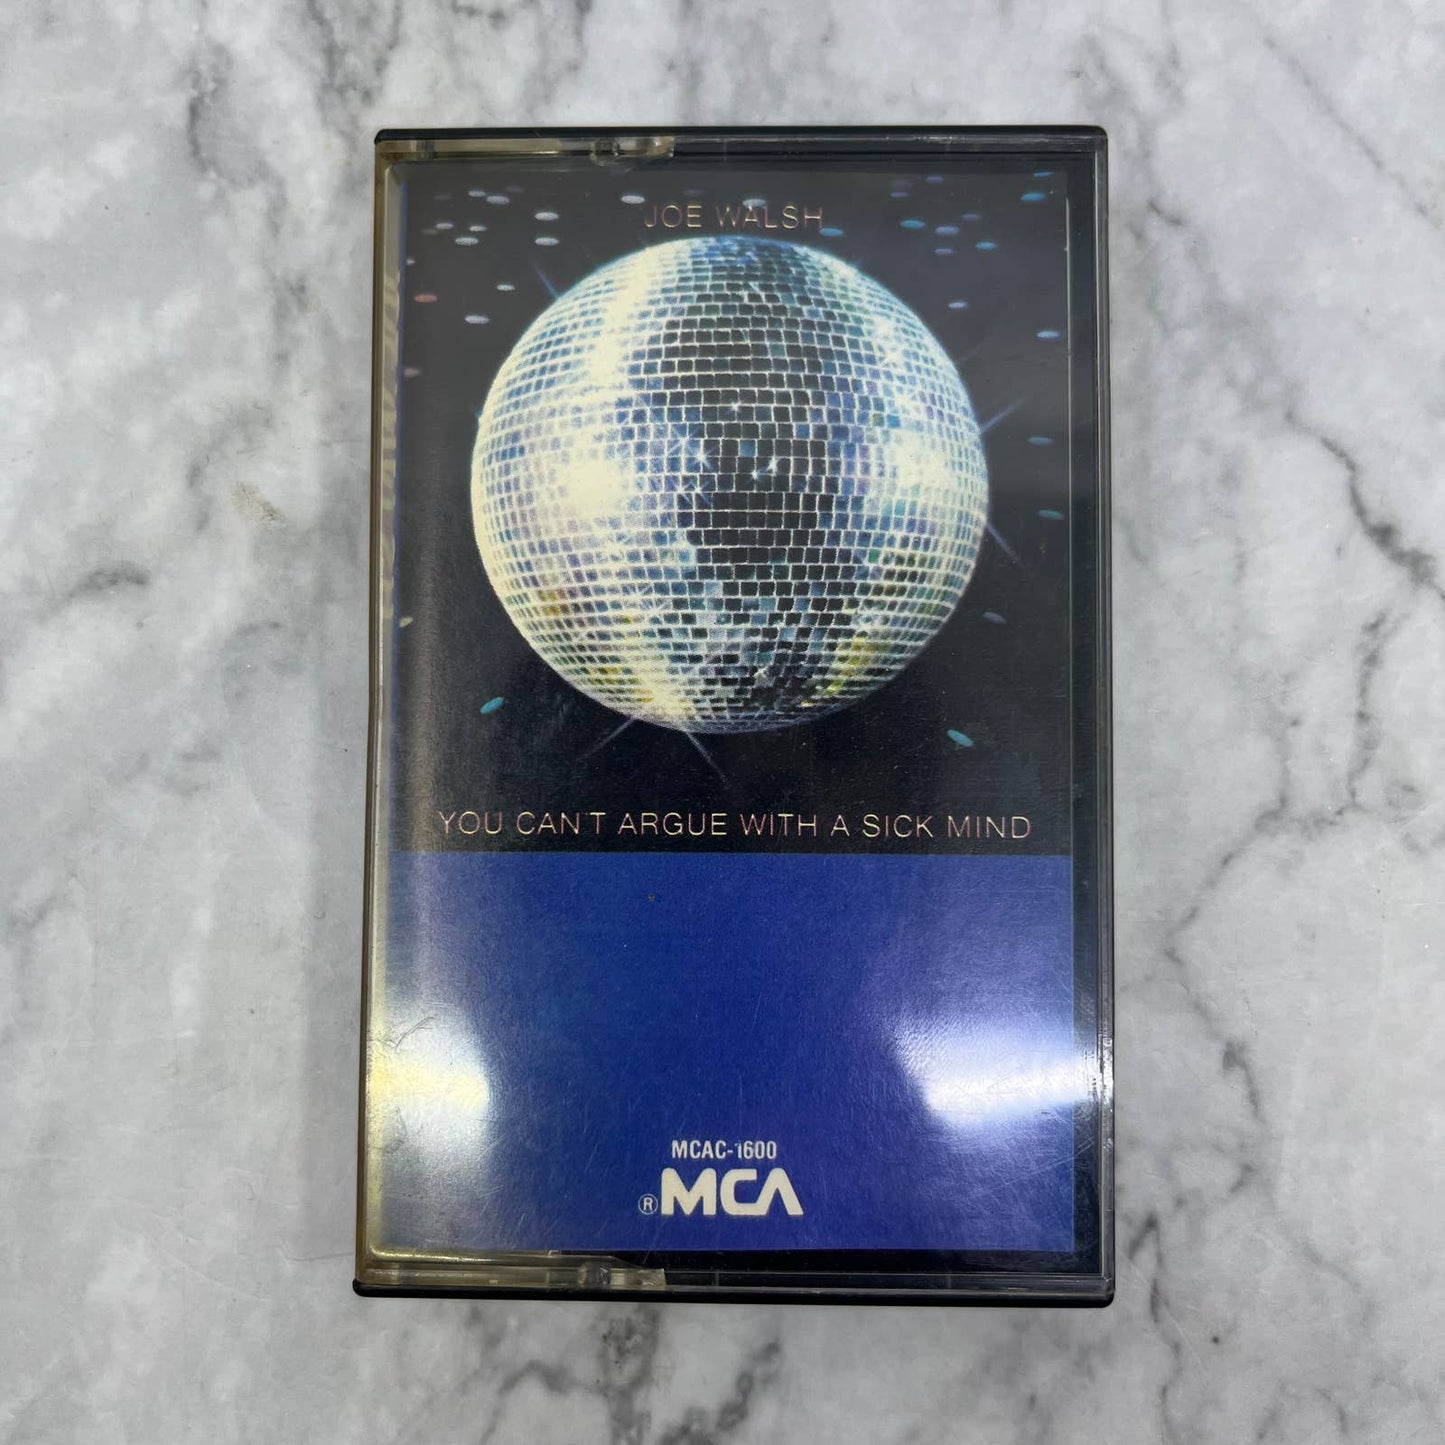 JOE WALSH
YOU CAN'T ARGUE WITH A SICK MIND
MCAC-1600
®MCA